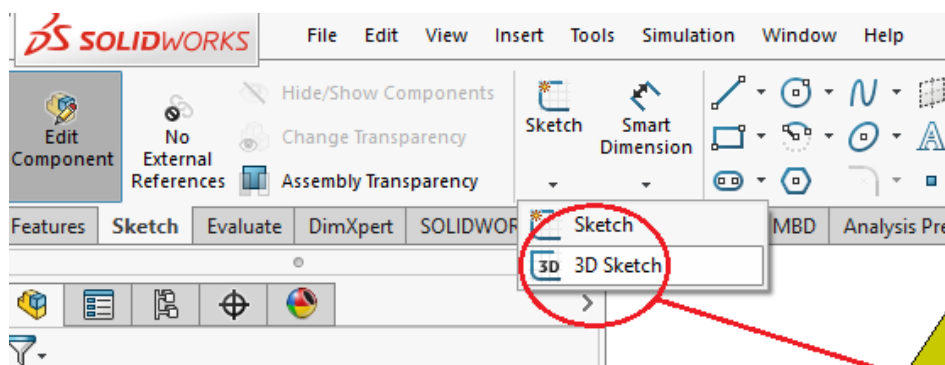 SOLIDWORKS File Edit View Insert Tools Simulation Window Help
Edit Component
No External References
Hide/Show Components
Change Transparency
Assembly Transparency
Sketch
Smart Dimension
Features Sketch Evaluate DimXpert SOLIDWOR MBD Analysis Pre
Sketch
3D 3D Sketch